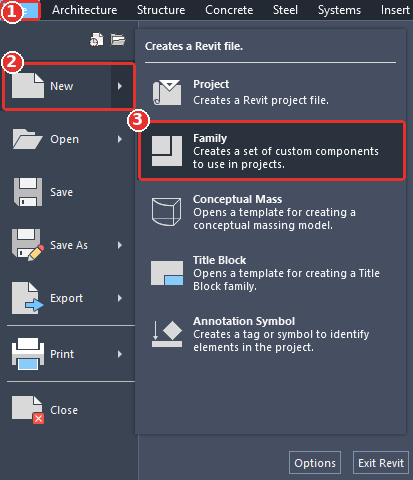 1 Architecture Structure Concrete Steel Systems Insert
Creates a Revit file.
2
New
Project
Creates a Revit project file.
3
Open
Family
Creates a set of custom components
to use in projects.
Save
Conceptual Mass
Opens a template for creating a
conceptual massing model.
Save As
Title Block
Opens a template for creating a Title
Block family.
Export
Annotation Symbol
Creates a tag or symbol to identify
elements in the project.
Print
Close
Options Exit Revit